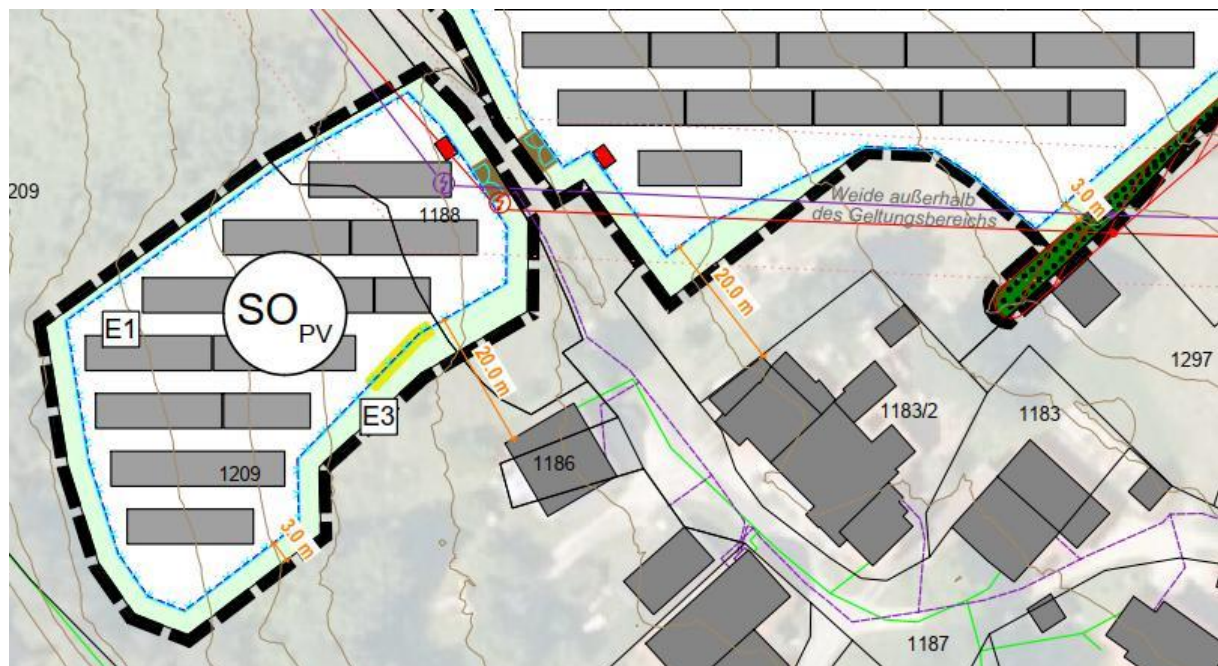 209
1188
SO
PV
E1
E3
1209
3.0 m
20.0 m
1186
20.0 m
Weide außerhalb
des Geltungsbereichs
3.0 m
1297
1183/2
1183
1187